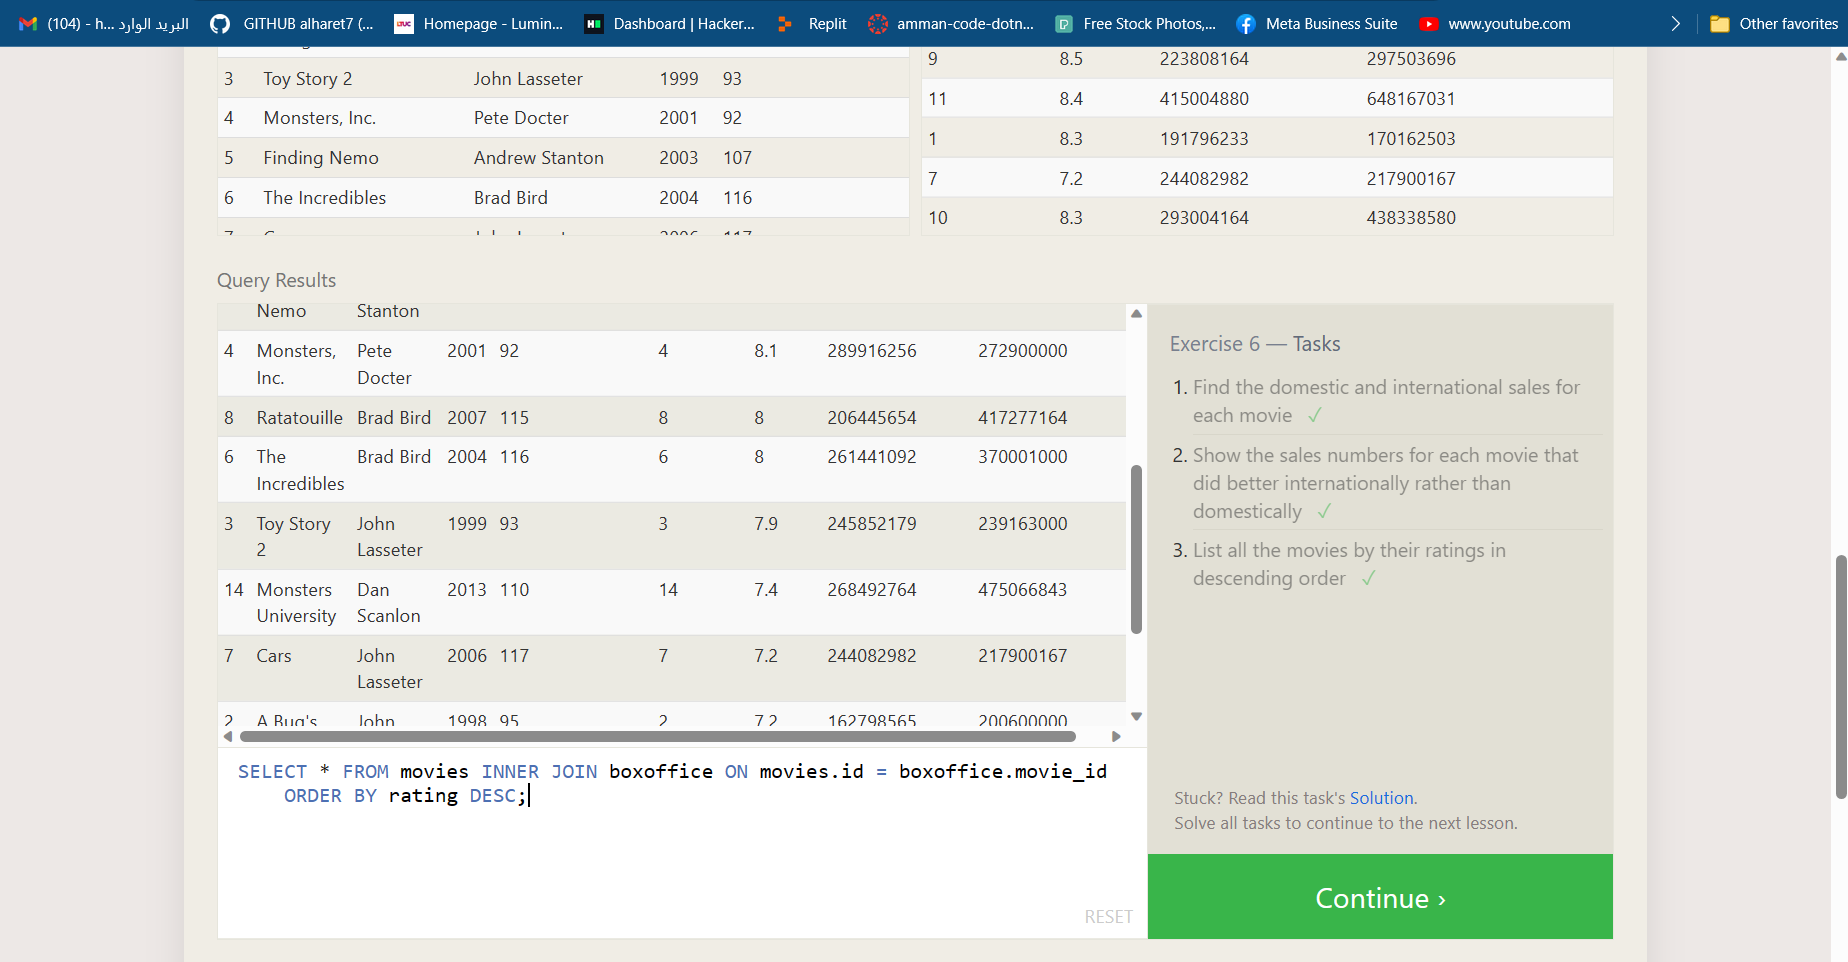 (104) - h... البريد الوارد GITHUB alharet7 (... LTUC Homepage - Lumin... Dashboard | Hacker... Replit amman-code-dotn... Free Stock Photos,... Meta Business Suite www.youtube.com Other favorites
3 Toy Story 2 John Lasseter 1999 93
4 Monsters, Inc. Pete Docter 2001 92
5 Finding Nemo Andrew Stanton 2003 107
6 The Incredibles Brad Bird 2004 116
9 8.5 223808164 297503696
11 8.4 415004880 648167031
1 8.3 191796233 170162503
7 7.2 244082982 217900167
10 8.3 293004164 438338580
Query Results
Nemo Stanton
4 Monsters, Pete 2001 92 4 8.1 289916256 272900000
Inc. Docter
8 Ratatouille Brad Bird 2007 115 8 8 206445654 417277164
6 The Brad Bird 2004 116 6 8 261441092 370001000
Incredibles
3 Toy Story John 1999 93 3 7.9 245852179 239163000
2 Lasseter
14 Monsters Dan 2013 110 14 7.4 268492764 475066843
University Scanlon
7 Cars John 2006 117 7 7.2 244082982 217900167
Lasseter
2 A Bug's John 1998 95 2 7.2 162798565 200600000
SELECT * FROM movies INNER JOIN boxoffice ON movies.id = boxoffice.movie_id
ORDER BY rating DESC;
RESET
Exercise 6 — Tasks
1. Find the domestic and international sales for
each movie ✓
2. Show the sales numbers for each movie that
did better internationally rather than
domestically ✓
3. List all the movies by their ratings in
descending order ✓
Stuck? Read this task's Solution.
Solve all tasks to continue to the next lesson.
Continue ›